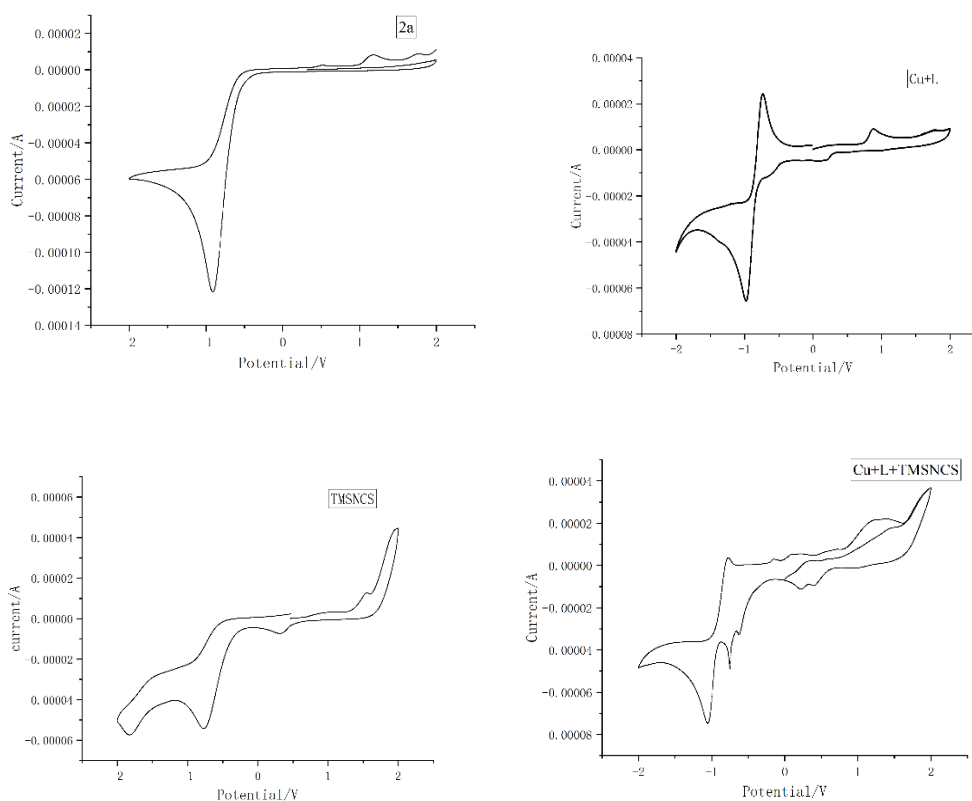 2a
0.00002
0.00000
-0.00002
-0.00004
-0.00006
-0.00008
-0.00010
-0.00012
0.00014
Current/A
2 1 0 1 2
Potential/V
Cu+L
0.00004
0.00002
0.00000
-0.00002
-0.00004
-0.00006
0.00008
Current/A
-2 -1 0 1 2
Potential/V
TMSNCS
0.00006
0.00004
0.00002
0.00000
-0.00002
0.00004
-0.00006
current/A
2 1 0 1 2
Potential/V
Cu+L+TMSNCS
0.00004
0.00002
0.00000
-0.00002
-0.00004
-0.00006
-0.00008
Current/A
-2 -1 0 1 2
Potential/V